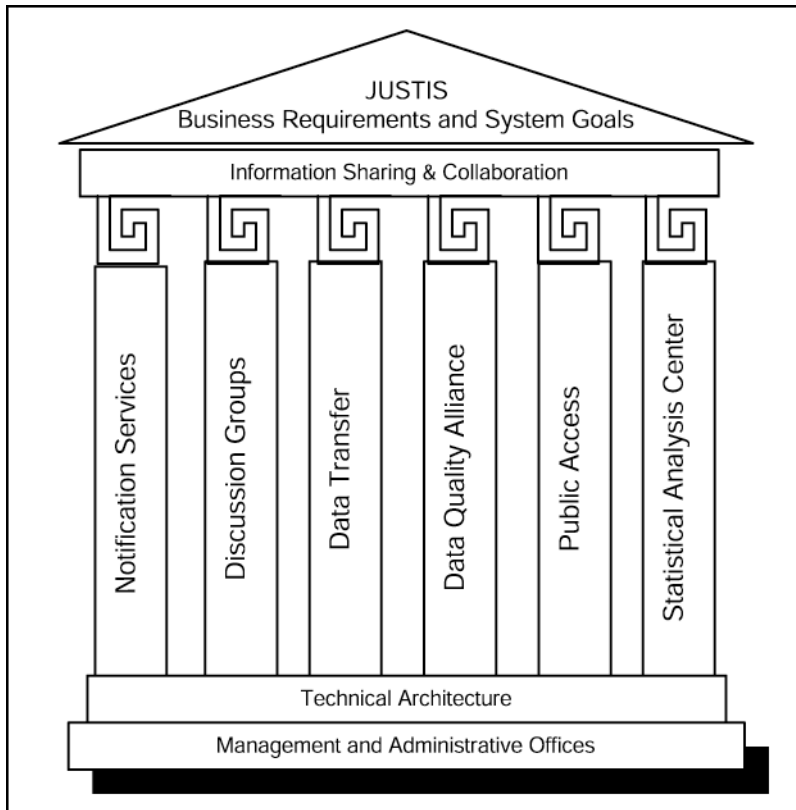 JUSTIS
Business Requirements and System Goals
Information Sharing & Collaboration
Notification Services
Discussion Groups
Data Transfer
Data Quality Alliance
Public Access
Statistical Analysis Center
Technical Architecture
Management and Administrative Offices